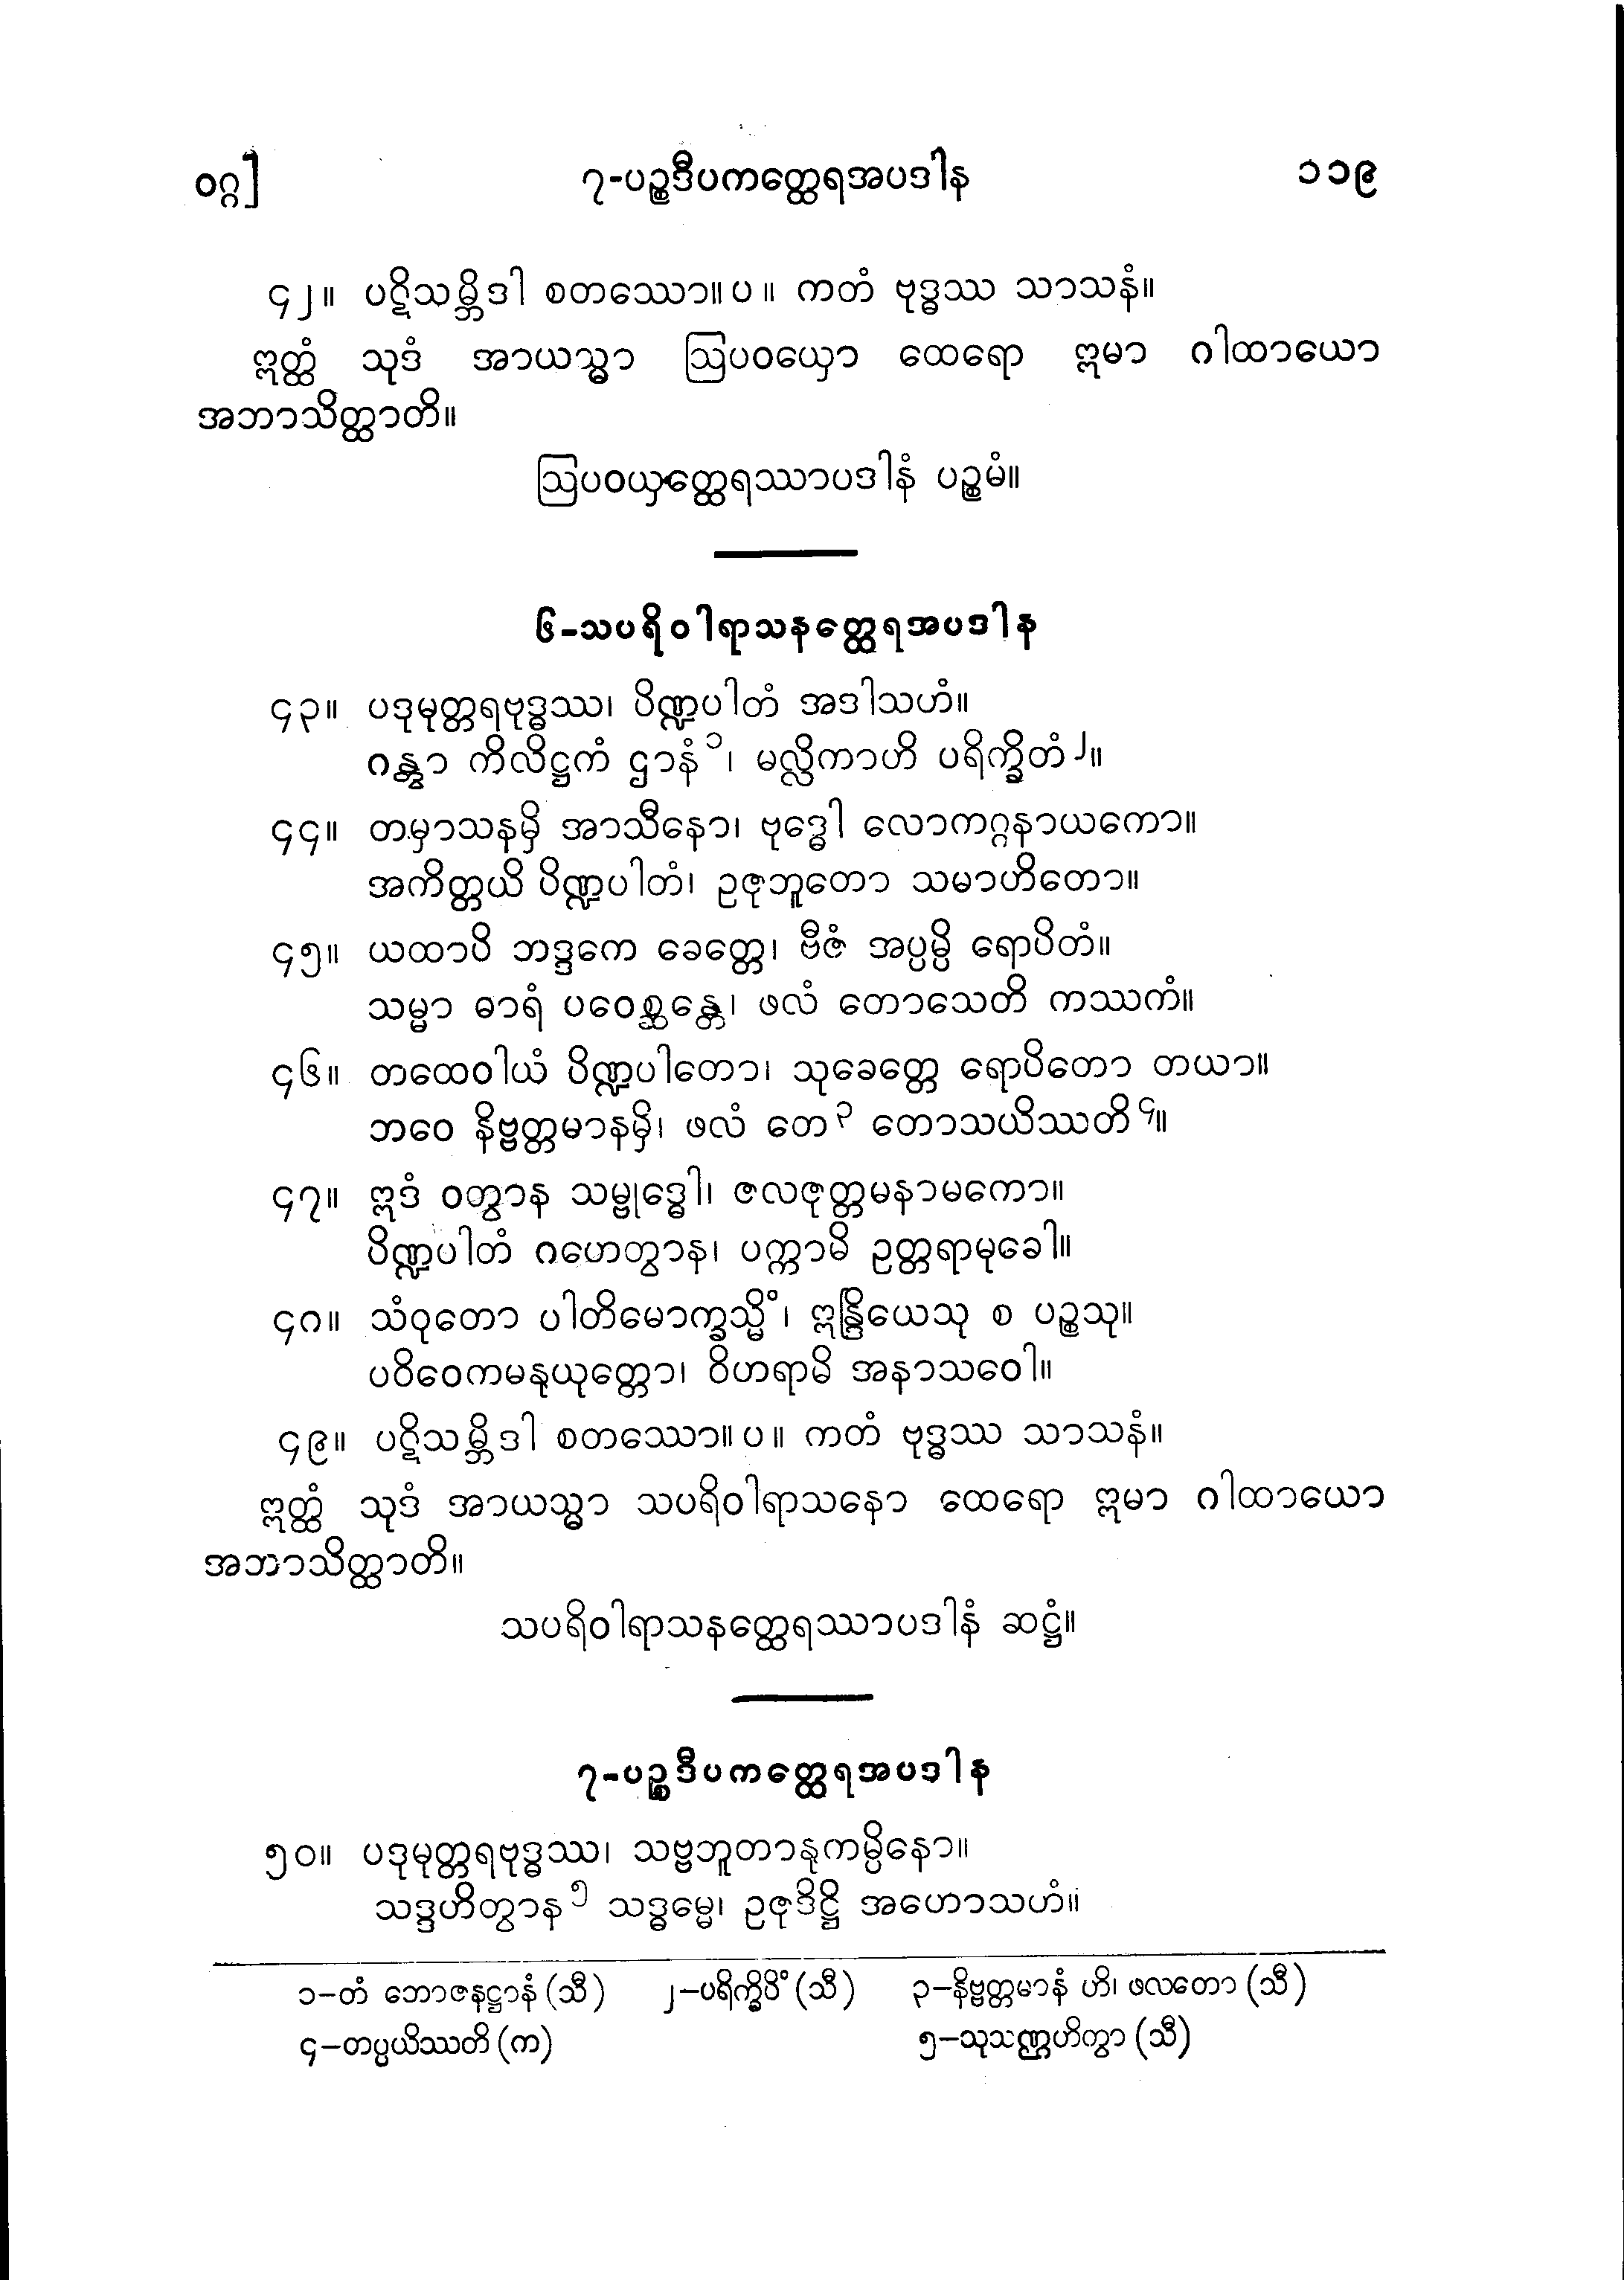 ဝဂ္ဂ] ၇-ပဉ္စဒီပကတ္ထေရအပဒါန ၁၁၉
၄၂။ ပဋိသမ္ဘိဒါ စတဿော။ ပ ။ ကတံ ဗုဒ္ဓဿ သာသနံ။
ဣတ္ထံ သုဒံ အာယသ္မာ ဩပဝယှော ထေရော ဣမာ ဂါထာယော
အဘာသိတ္ထာတိ။
ဩပဝယှတ္ထေရဿာပဒါနံ ပဉ္စမံ။
၆-သပရိဝါရာသနတ္ထေရအပဒါန
၄၃။ ပဒုမုတ္တရဗုဒ္ဓဿ၊ ပိဏ္ဍပါတံ အဒါသဟံ။
ဂန္တွာ ကိလိဋ္ဌကံ ဌာနံ၁၊ မလ္လိကာဟိ ပရိက္ခိတံ၂။
၄၄။ တမှာသနမှိ အာသီနော၊ ဗုဒ္ဓေါ လောကဂ္ဂနာယကော။
အကိတ္တယိ ပိဏ္ဍပါတံ၊ ဥဇုဘူတော သမာဟိတော။
၄၅။ ယထာပိ ဘဒ္ဒကေ ခေတ္တေ၊ ဗီဇံ အပ္ပမ္ပိ ရောပိတံ။
သမ္မာ ဓာရံ ပဝေစ္ဆန္တေ၊ ဖလံ တောသေတိ ကဿကံ။
၄၆။ တထေဝါယံ ပိဏ္ဍပါတော၊ သုခေတ္တေ ရောပိတော တယာ။
ဘဝေ နိဗ္ဗတ္တမာနမှိ၊ ဖလံ တေ၃ တောသယိဿတိ၄။
၄၇။ ဣဒံ ဝတွာန သမ္ဗုဒ္ဓေါ၊ ဇလဇုတ္တမနာမကော။
ပိဏ္ဍပါတံ ဂဟေတွာန၊ ပက္ကာမိ ဥတ္တရာမုခေါ။
၄၈။ သံဝုတော ပါတိမောက္ခသ္မိံ၊ ဣန္ဒြိယေသု စ ပဉ္စသု။
ပဝိဝေကမနုယုတ္တော၊ ဝိဟရာမိ အနာသဝေါ။
၄၉။ ပဋိသမ္ဘိဒါ စတဿော။ ပ ။ ကတံ ဗုဒ္ဓဿ သာသနံ။
ဣတ္ထံ သုဒံ အာယသ္မာ သပရိဝါရာသနော ထေရော ဣမာ ဂါထာယော
အဘာသိတ္ထာတိ။
သပရိဝါရာသနတ္ထေရဿာပဒါနံ ဆဋ္ဌံ။
၇-ပဉ္စဒီပကတ္ထေရအပဒါန
၅၀။ ပဒုမုတ္တရဗုဒ္ဓဿ၊ သဗ္ဗဘူတာနုကမ္ပိနော။
သဒ္ဒဟိတွာန၅ သဒ္ဓမ္မေ၊ ဥဇုဒိဋ္ဌိ အဟောသဟံ။
၁-တံ ဘောဇနဋ္ဌာနံ (သီ) ၂-ပရိက္ခိပိံ (သီ) ၃-နိဗ္ဗတ္တမာနံ ဟိ၊ ဖလတော (သီ)
၄-တပ္ပယိဿတိ (က) ၅-သုသဏ္ဌဟိတွာ (သီ)